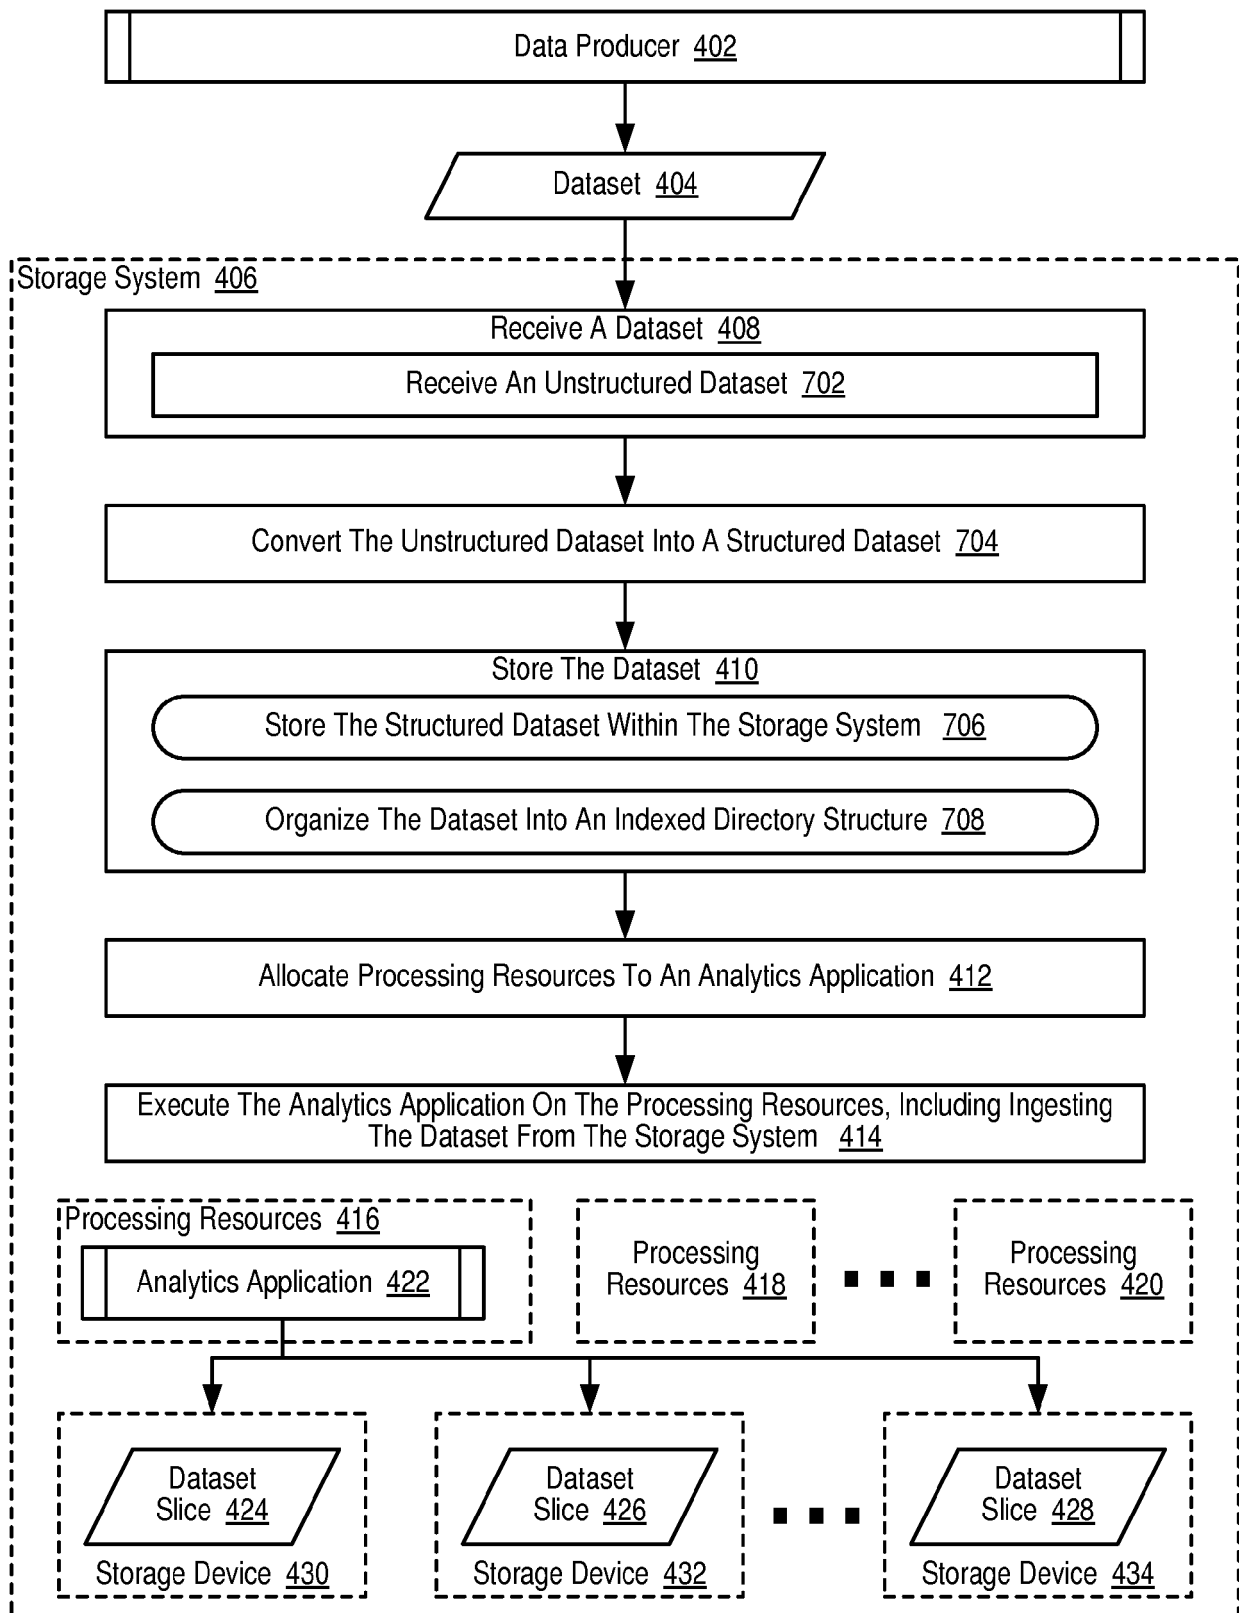 Data Producer 402
Dataset 404
Storage System 406
Receive A Dataset 408
Receive An Unstructured Dataset 702
Convert The Unstructured Dataset Into A Structured Dataset 704
Store The Dataset 410
Store The Structured Dataset Within The Storage System 706
Organize The Dataset Into An Indexed Directory Structure 708
Allocate Processing Resources To An Analytics Application 412
Execute The Analytics Application On The Processing Resources, Including Ingesting
The Dataset From The Storage System 414
Processing Resources 416
Analytics Application 422
Processing
Resources 418
Processing
Resources 420
Dataset
Slice 424
Storage Device 430
Dataset
Slice 426
Storage Device 432
Dataset
Slice 428
Storage Device 434